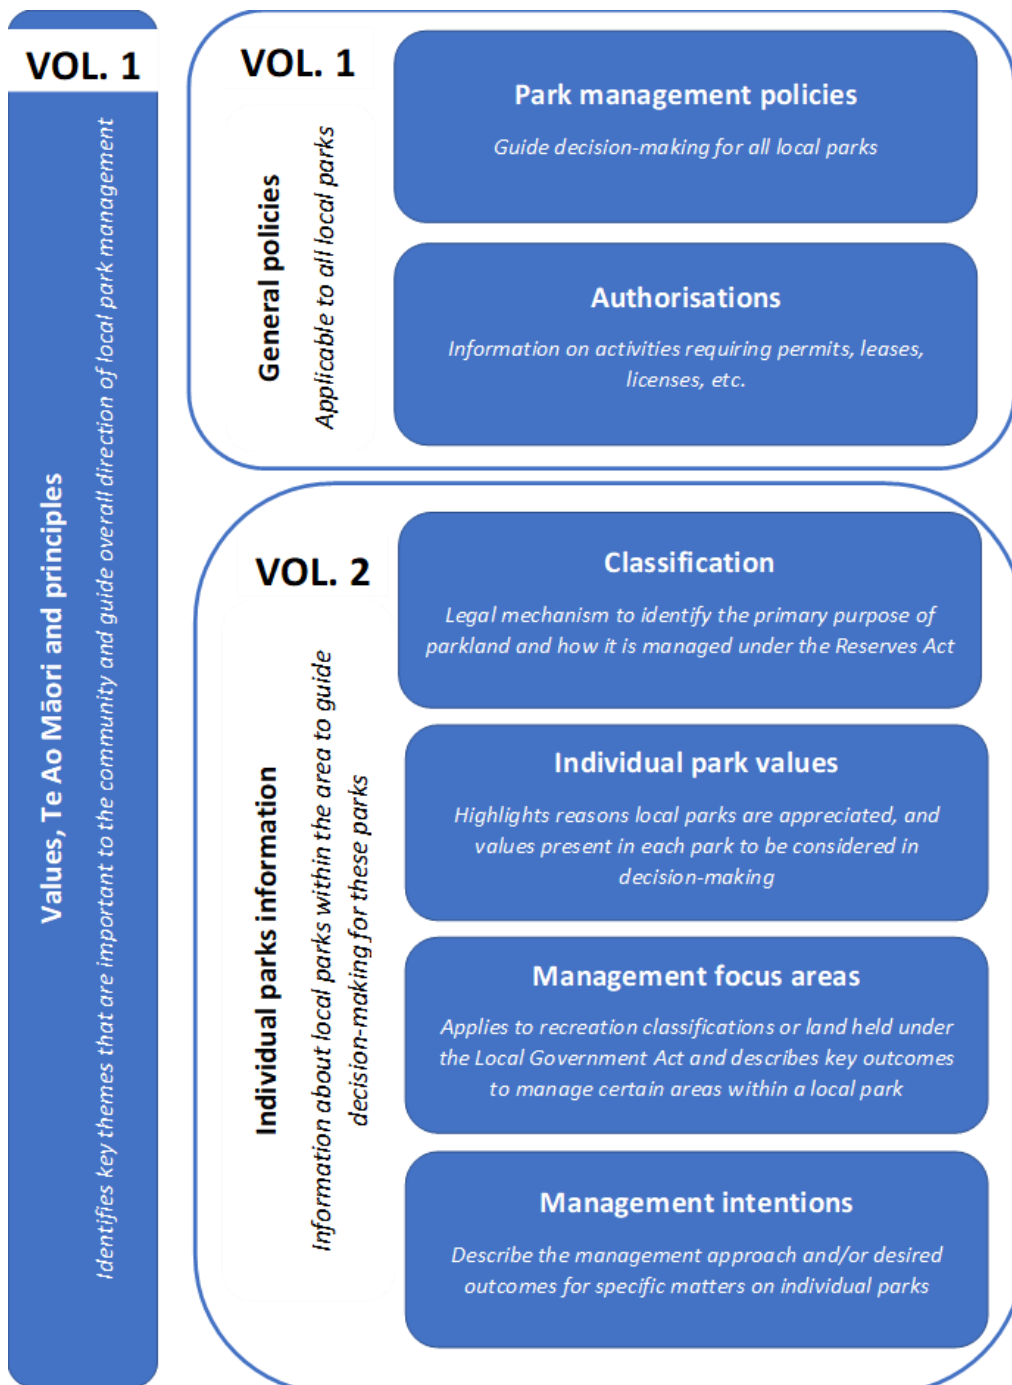 VOL. 1
Values, Te Ao Māori and principles
Identifies key themes that are important to the community and guide overall direction of local park management
VOL. 1
General policies
Applicable to all local parks
Park management policies
Guide decision-making for all local parks
Authorisations
Information on activities requiring permits, leases,
licenses, etc.
VOL. 2
Individual parks information
Information about local parks within the area to guide
decision-making for these parks
Classification
Legal mechanism to identify the primary purpose of
parkland and how it is managed under the Reserves Act
Individual park values
Highlights reasons local parks are appreciated, and
values present in each park to be considered in
decision-making
Management focus areas
Applies to recreation classifications or land held under
the Local Government Act and describes key outcomes
to manage certain areas within a local park
Management intentions
Describe the management approach and/or desired
outcomes for specific matters on individual parks